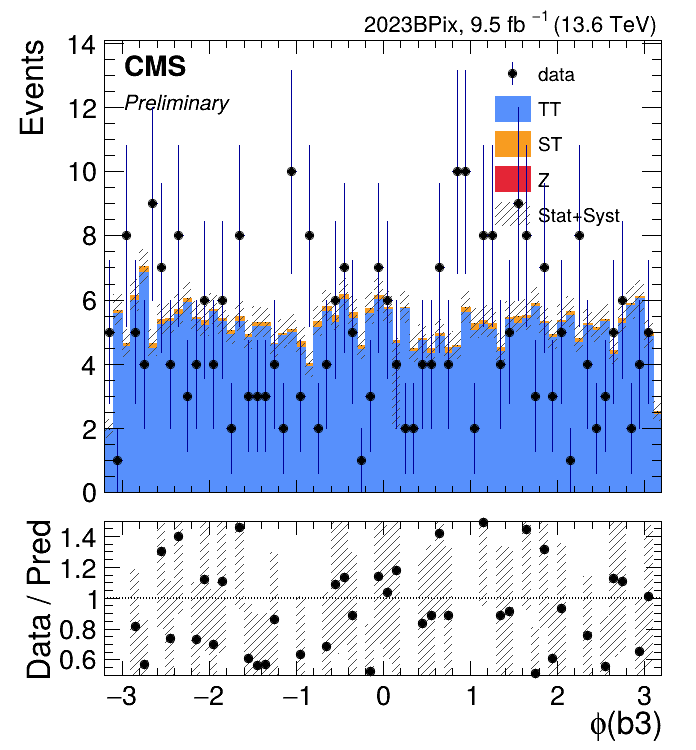 2023BPix, 9.5 fb⁻¹ (13.6 TeV)
Events
14
12
10
8
6
4
2
0
CMS
Preliminary
data
TT
ST
Z
Stat+Syst
Data / Pred
1.4
1.2
1
0.8
0.6
−3
−2
−1
0
1
2
3
ϕ(b3)